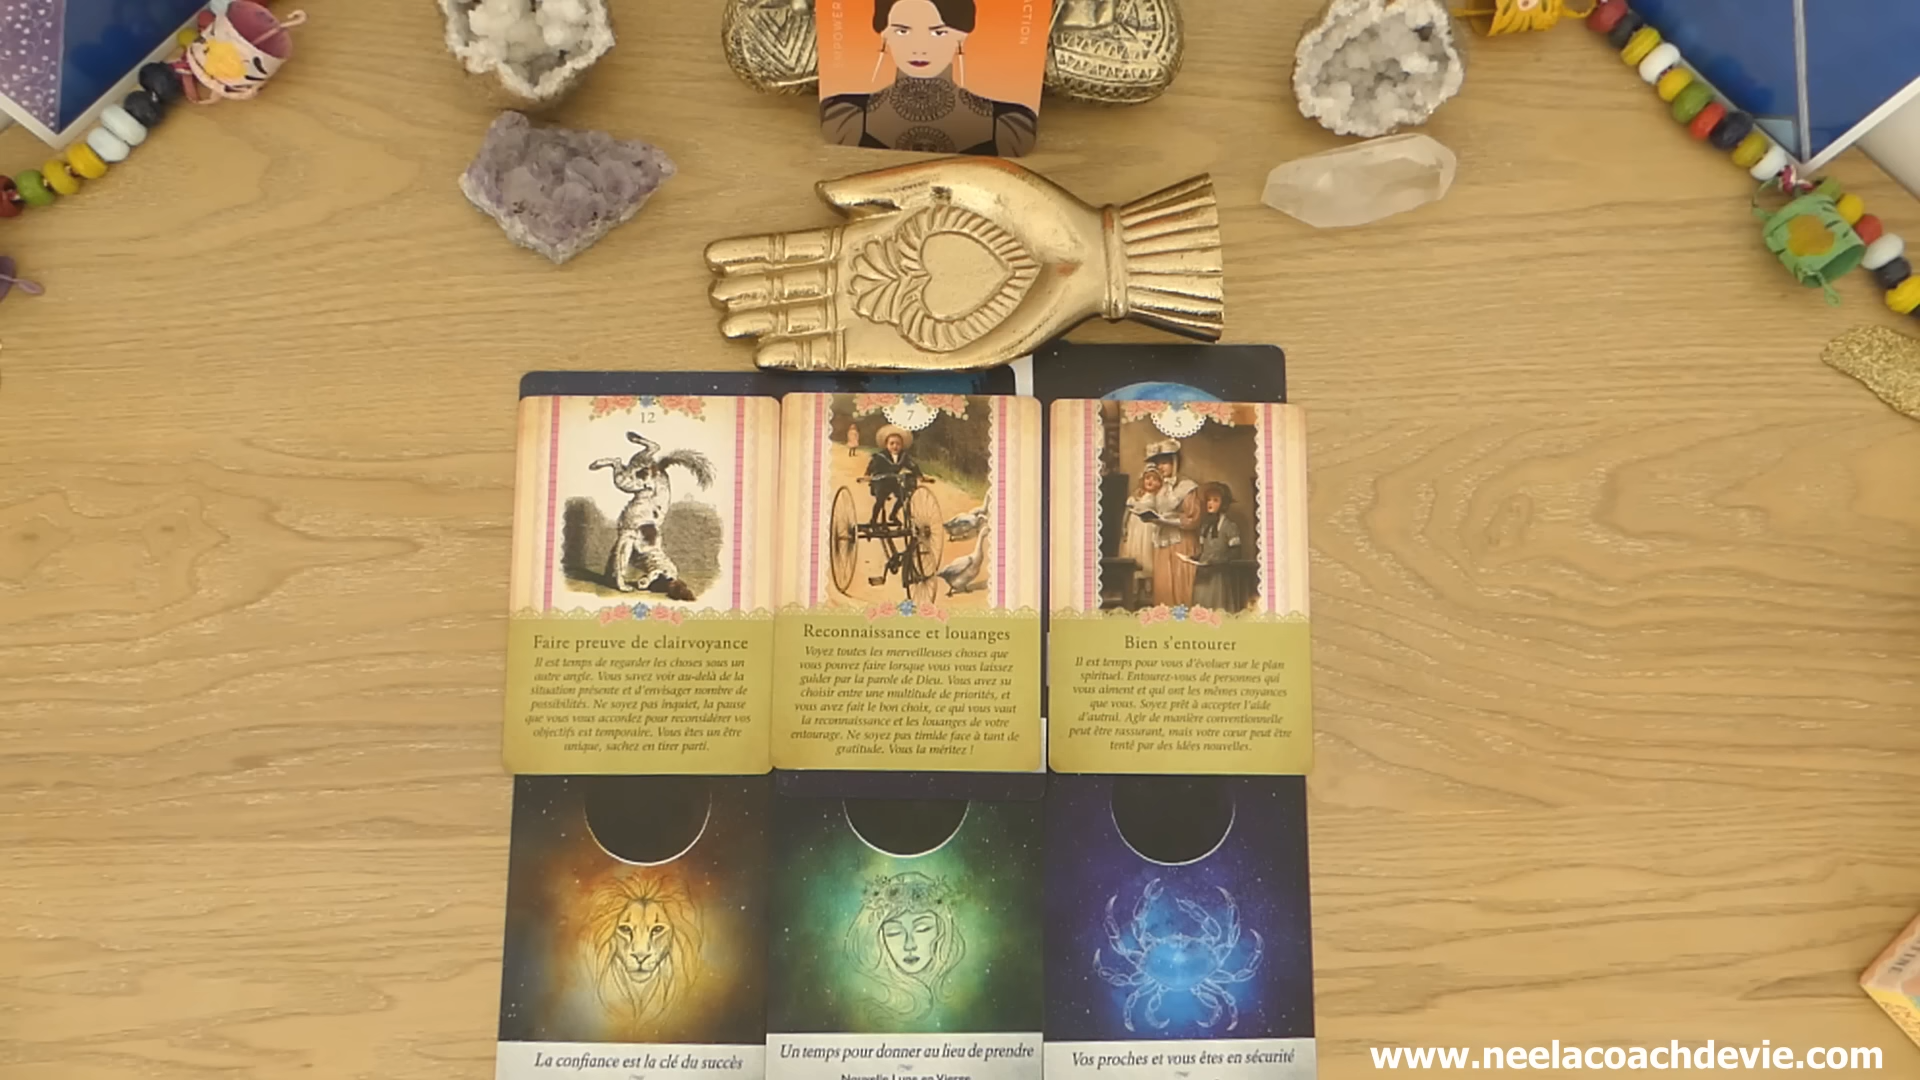 ACTION
12
Faire preuve de clairvoyance
Il est temps de regarder les choses sous un
autre angle. Vous savez voir au-delà de la
situation présente et d'envisager nombre de
possibilités. Ne soyez pas inquiet, la pause
que vous vous accordez pour reconsidérer vos
objectifs est temporaire. Vous êtes un être
unique, sachez en tirer parti.
7
Reconnaissance et louanges
Voyez toutes les merveilleuses choses que
vous pouvez faire lorsque vous vous laissez
guider par la parole de Dieu. Vous avez su
choisir entre une multitude de priorités, et
vous avez fait le bon choix, ce qui vous vaut
la reconnaissance et les louanges de votre
entourage. Ne soyez pas timide face à tant de
gratitude. Vous la méritez !
5
Bien s'entourer
Il est temps pour vous d'évoluer sur le plan
spirituel. Entourez-vous de personnes qui
vous aiment et qui ont les mêmes croyances
que vous. Soyez prêt à accepter l'aide
d'autrui. Agir de manière conventionnelle
peut être rassurant, mais votre cœur peut être
tenté par des idées nouvelles.
La confiance est la clé du succès
Un temps pour donner au lieu de prendre
Nouvelle Lune en Vierge
Vos proches et vous êtes en sécurité
www.neelacoachdevie.com